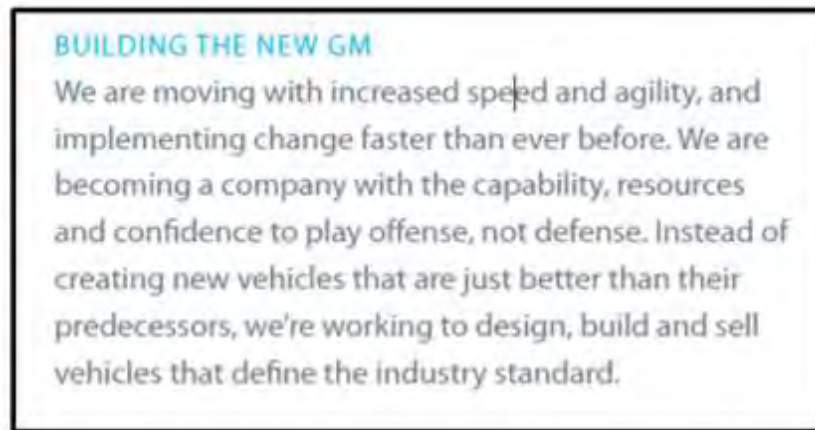 BUILDING THE NEW GM
We are moving with increased speed and agility, and
implementing change faster than ever before. We are
becoming a company with the capability, resources
and confidence to play offense, not defense. Instead of
creating new vehicles that are just better than their
predecessors, we're working to design, build and sell
vehicles that define the industry standard.